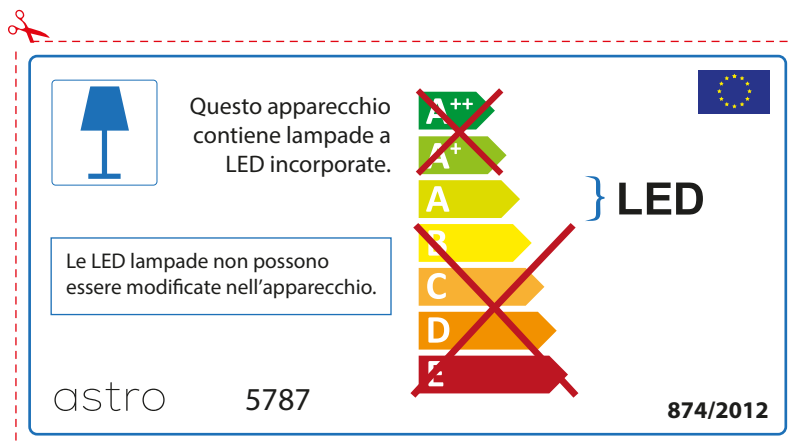 Questo apparecchio
contiene lampade a
LED incorporate.
A++
A+
A
B
C
D
E
LED
Le LED lampade non possono
essere modificate nell'apparecchio.
astro
5787
874/2012